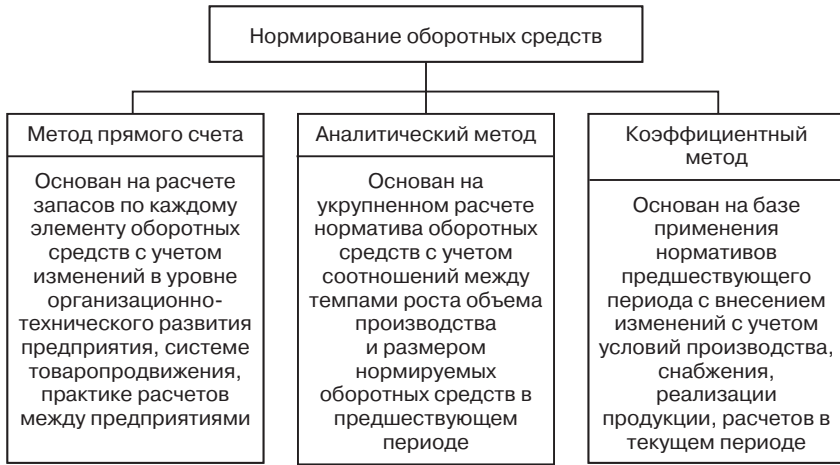 Нормирование оборотных средств
Метод прямого счета
Основан на расчете
запасов по каждому
элементу оборотных
средств с учетом
изменений в уровне
организационно-
технического развития
предприятия, системе
товаропродвижения,
практике расчетов
между предприятиями
Аналитический метод
Основан на
укрупненном расчете
норматива оборотных
средств с учетом
соотношений между
темпами роста объема
производства
и размером
нормируемых
оборотных средств в
предшествующем
периоде
Коэффициентный
метод
Основан на базе
применения
нормативов
предшествующего
периода с внесением
изменений с учетом
условий производства,
снабжения,
реализации
продукции, расчетов в
текущем периоде